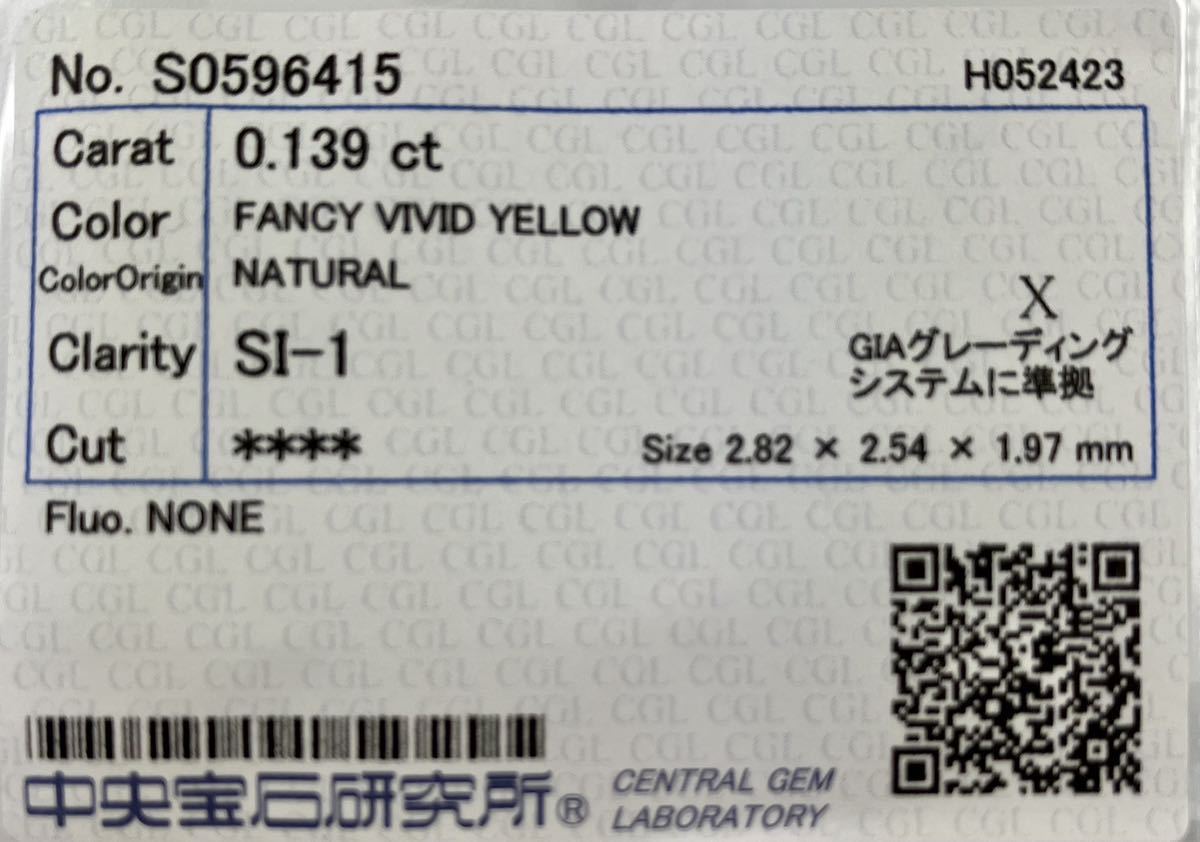 No. S0596415
H052423
Carat 0.139 ct
Color FANCY VIVID YELLOW
ColorOrigin NATURAL
Clarity SI-1
X
GIAグレーディング
システムに準拠
Cut ****
Size 2.82 × 2.54 × 1.97 mm
Fluo. NONE
中央宝石研究所®
CENTRAL GEM
LABORATORY